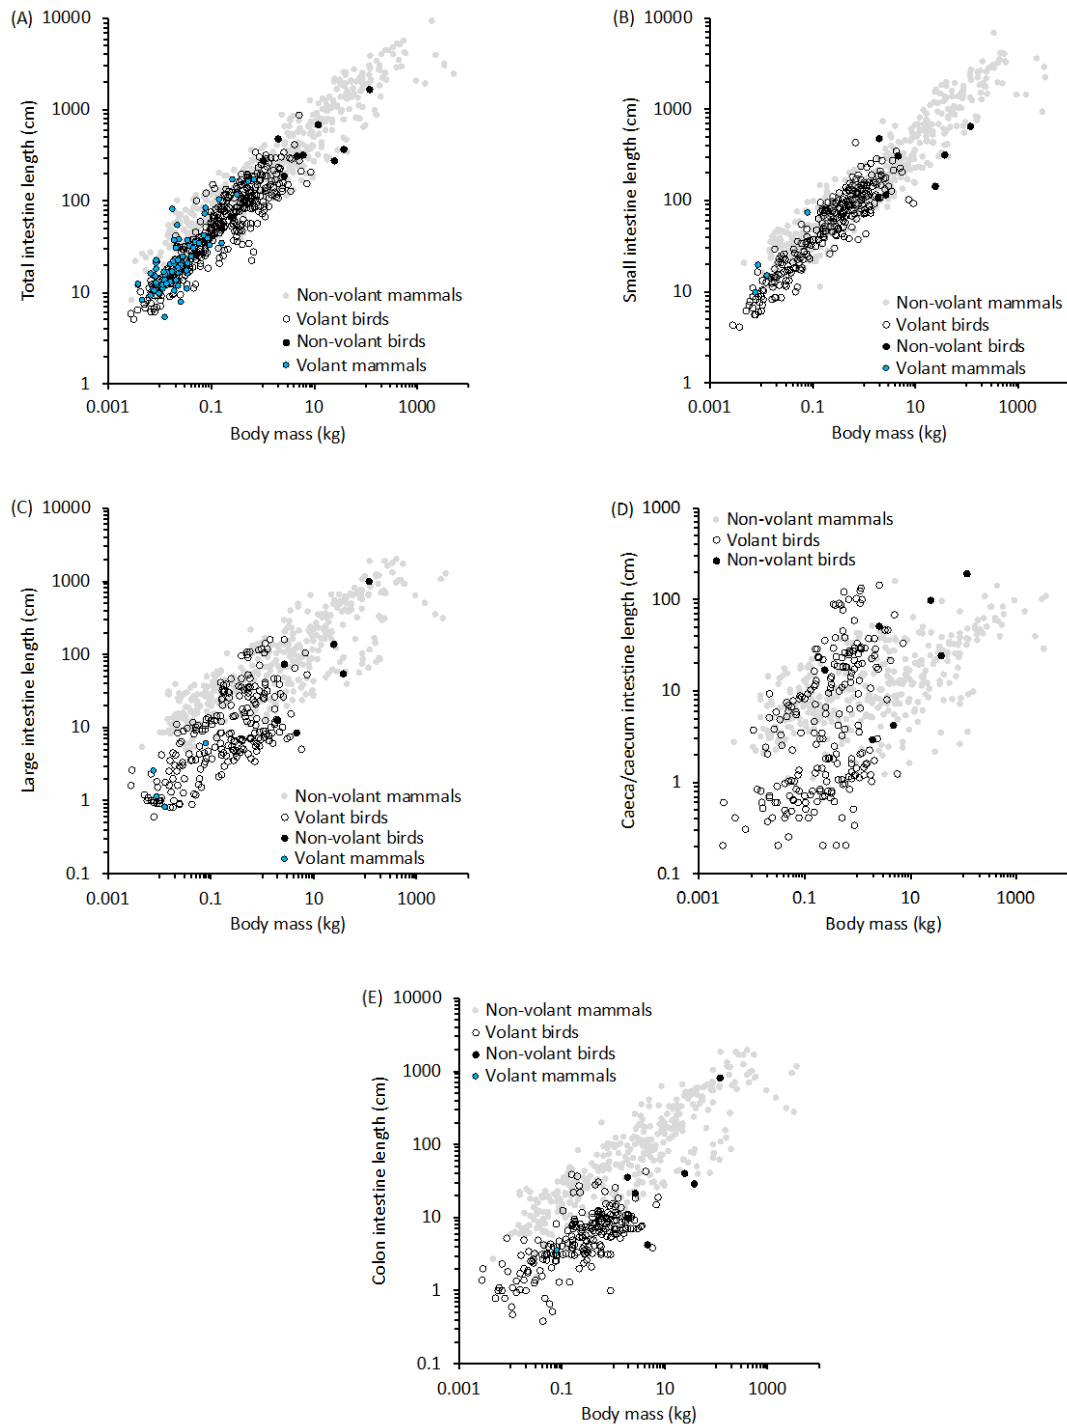 (A)
10000
1000
100
10
1
Total intestine length (cm)
Non-volant mammals
Volant birds
Non-volant birds
Volant mammals
0.001 0.1 10 1000
Body mass (kg)
(B)
10000
1000
100
10
1
Small intestine length (cm)
Non-volant mammals
Volant birds
Non-volant birds
Volant mammals
0.001 0.1 10 1000
Body mass (kg)
(C)
10000
1000
100
10
1
0.1
Large intestine length (cm)
Non-volant mammals
Volant birds
Non-volant birds
Volant mammals
0.001 0.1 10 1000
Body mass (kg)
(D)
1000
100
10
1
0.1
Caeca/caecum intestine length (cm)
Non-volant mammals
Volant birds
Non-volant birds
0.001 0.1 10 1000
Body mass (kg)
(E)
10000
1000
100
10
1
0.1
Colon intestine length (cm)
Non-volant mammals
Volant birds
Non-volant birds
Volant mammals
0.001 0.1 10 1000
Body mass (kg)